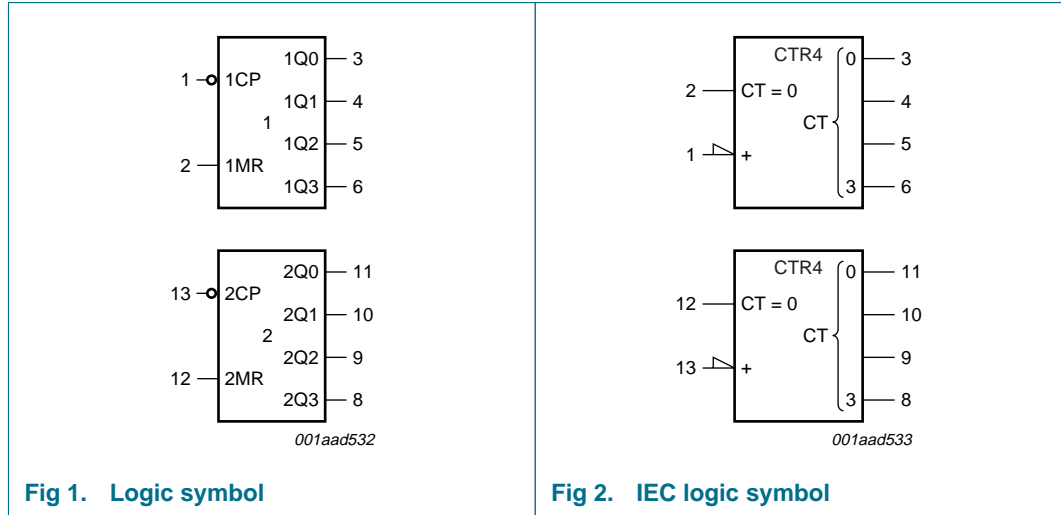 1 1CP 1Q0 3
1Q1 4
1
1Q2 5
2 1MR
1Q3 6
13 2CP 2Q0 11
2Q1 10
2
2Q2 9
12 2MR
2Q3 8
001aad532
Fig 1. Logic symbol
CTR4 0 3
2 CT = 0 4
CT
5
1 +
3 6
CTR4 0 11
12 CT = 0 10
CT
9
13 +
3 8
001aad533
Fig 2. IEC logic symbol